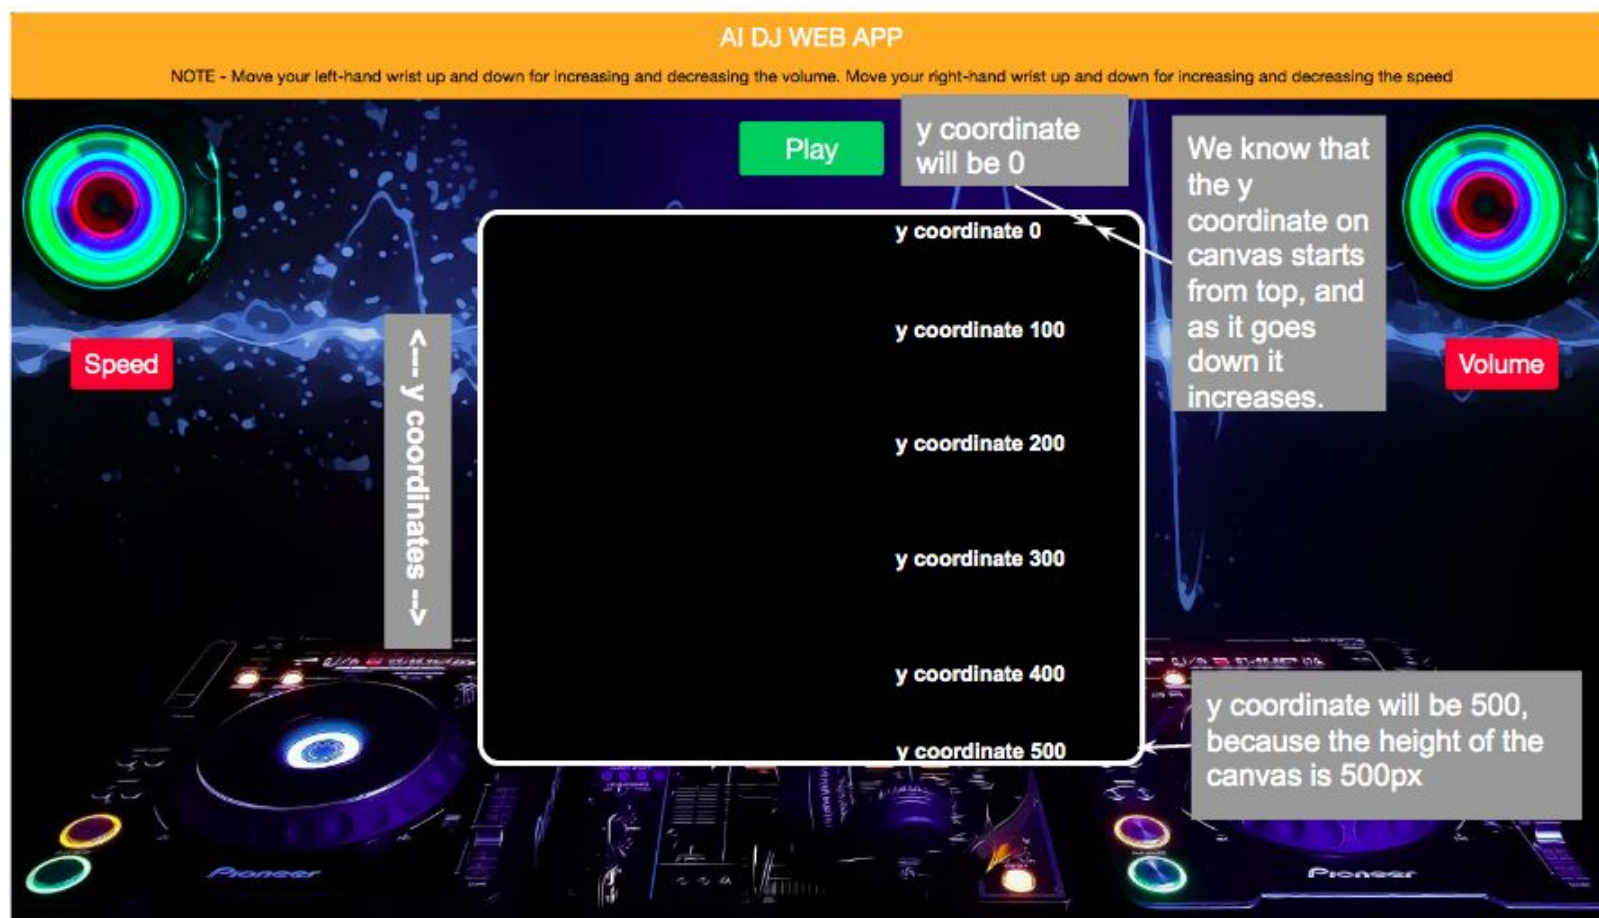 AI DJ WEB APP
NOTE - Move your left-hand wrist up and down for increasing and decreasing the volume. Move your right-hand wrist up and down for increasing and decreasing the speed
Play
y coordinate
will be 0
We know that
the y
coordinate on
canvas starts
from top, and
as it goes
down it
increases.
y coordinate 0
y coordinate 100
Speed
<--- y coordinates --->
Volume
y coordinate 200
y coordinate 300
y coordinate 400
y coordinate 500
y coordinate will be 500,
because the height of the
canvas is 500px
Pioneer
Pioneer